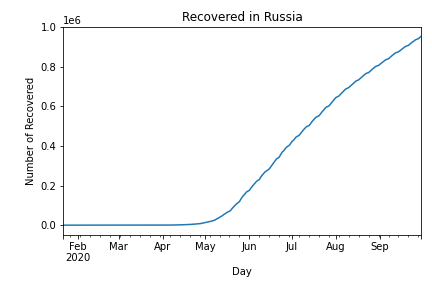 Recovered in Russia
1e6
1.0
0.8
0.6
0.4
0.2
0.0
Number of Recovered
Feb Mar Apr May Jun Jul Aug Sep
2020
Day